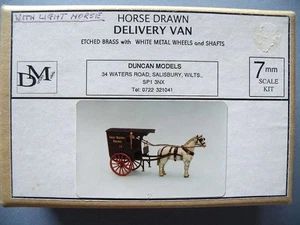 WITH LIGHT HORSE
HORSE DRAWN
DELIVERY VAN
ETCHED BRASS with WHITE METAL WHEELS and SHAFTS
DM
DUNCAN MODELS
34 WATERS ROAD, SALISBURY, WILTS.
SP1 3NX
Tel: 0722 321041
7mm
SCALE
KIT